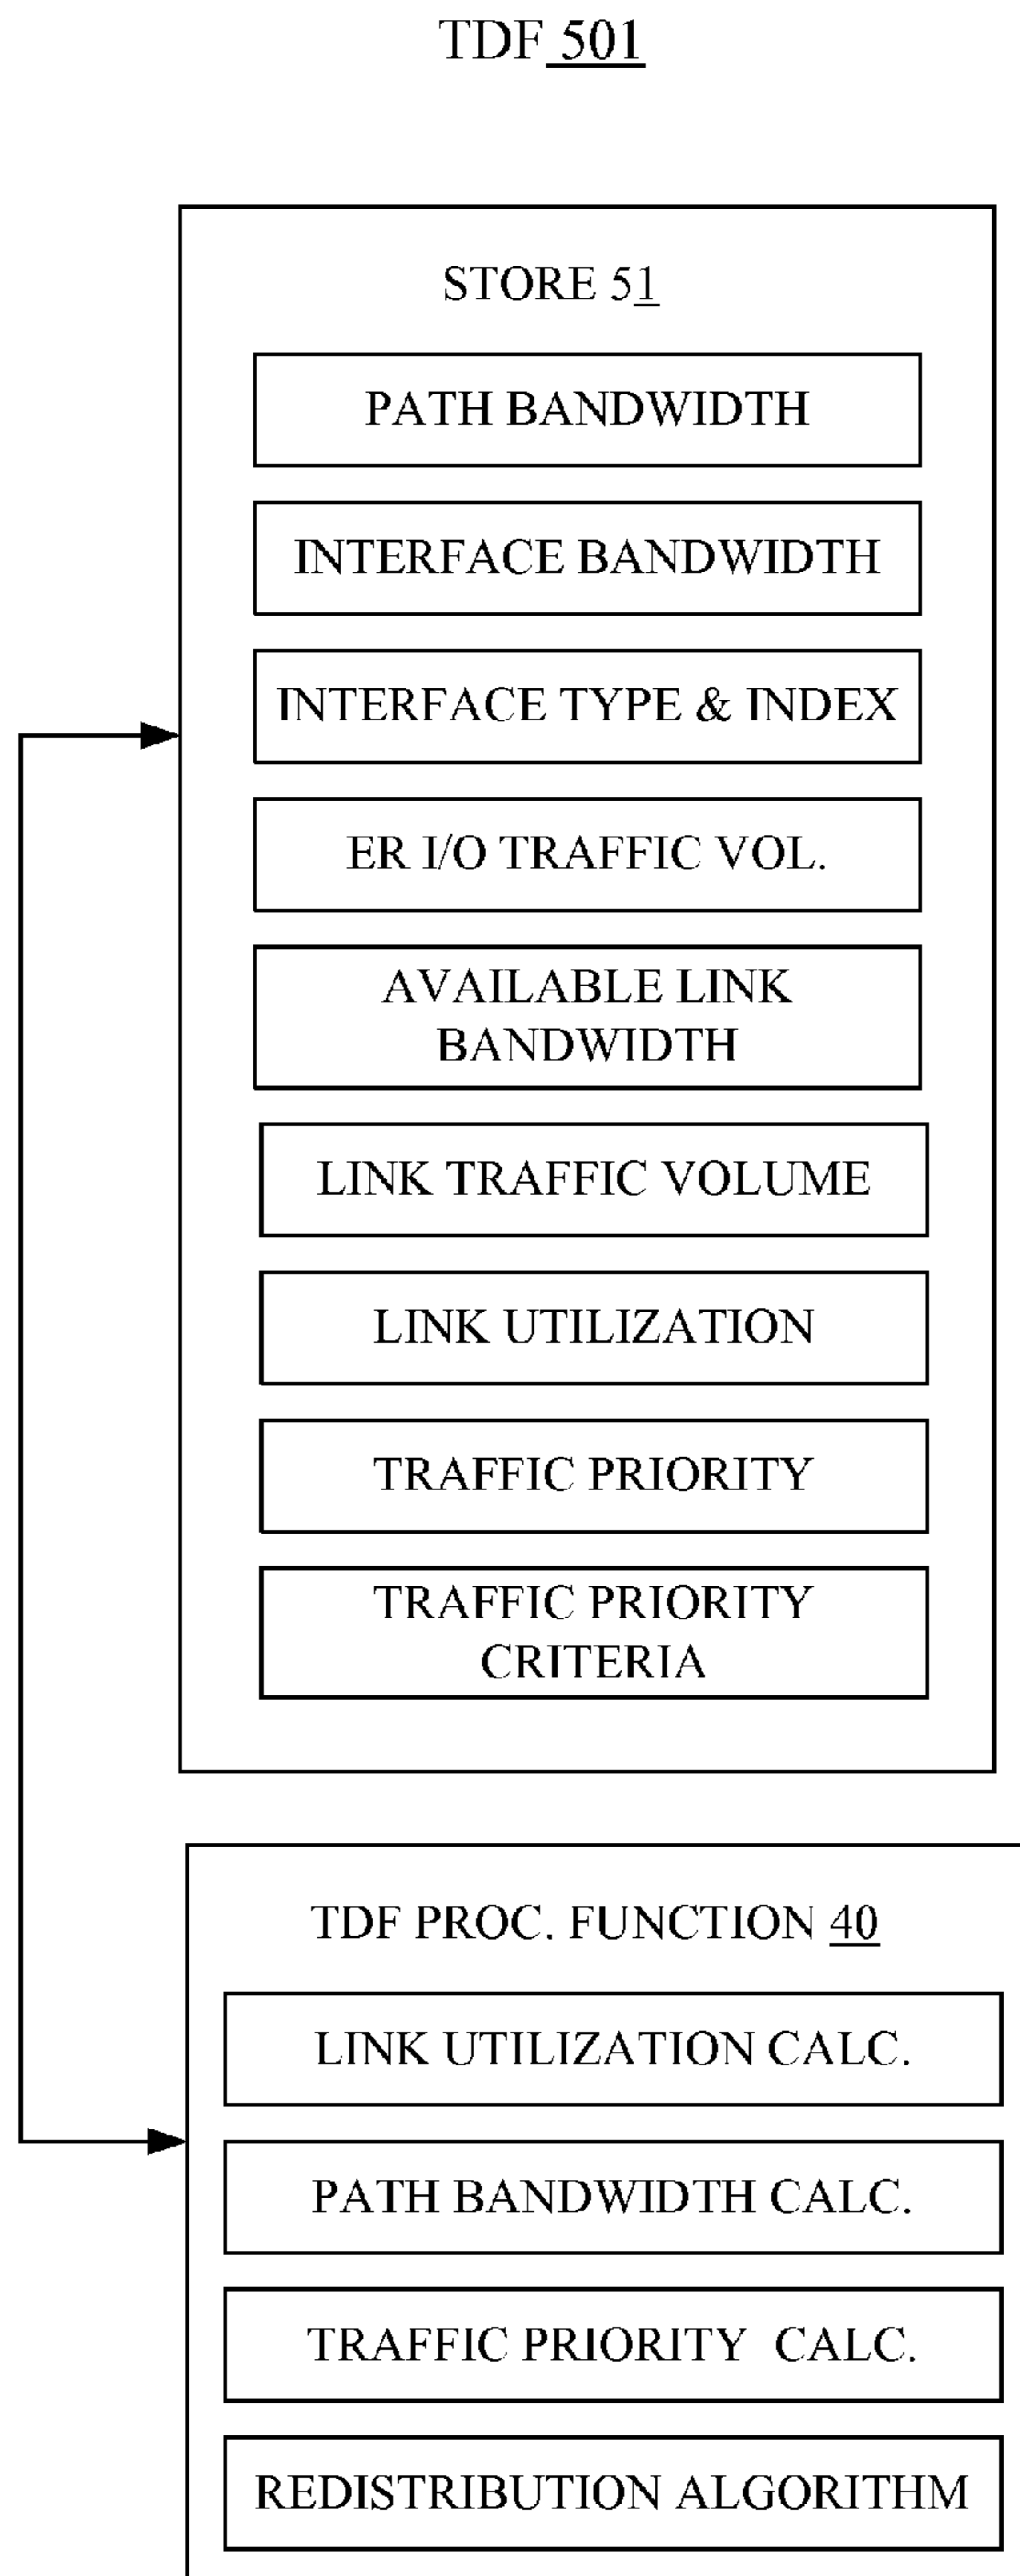 TDF 501
STORE 51
PATH BANDWIDTH
INTERFACE BANDWIDTH
INTERFACE TYPE & INDEX
ER I/O TRAFFIC VOL.
AVAILABLE LINK
BANDWIDTH
LINK TRAFFIC VOLUME
LINK UTILIZATION
TRAFFIC PRIORITY
TRAFFIC PRIORITY
CRITERIA
TDF PROC. FUNCTION 40
LINK UTILIZATION CALC.
PATH BANDWIDTH CALC.
TRAFFIC PRIORITY CALC.
REDISTRIBUTION ALGORITHM